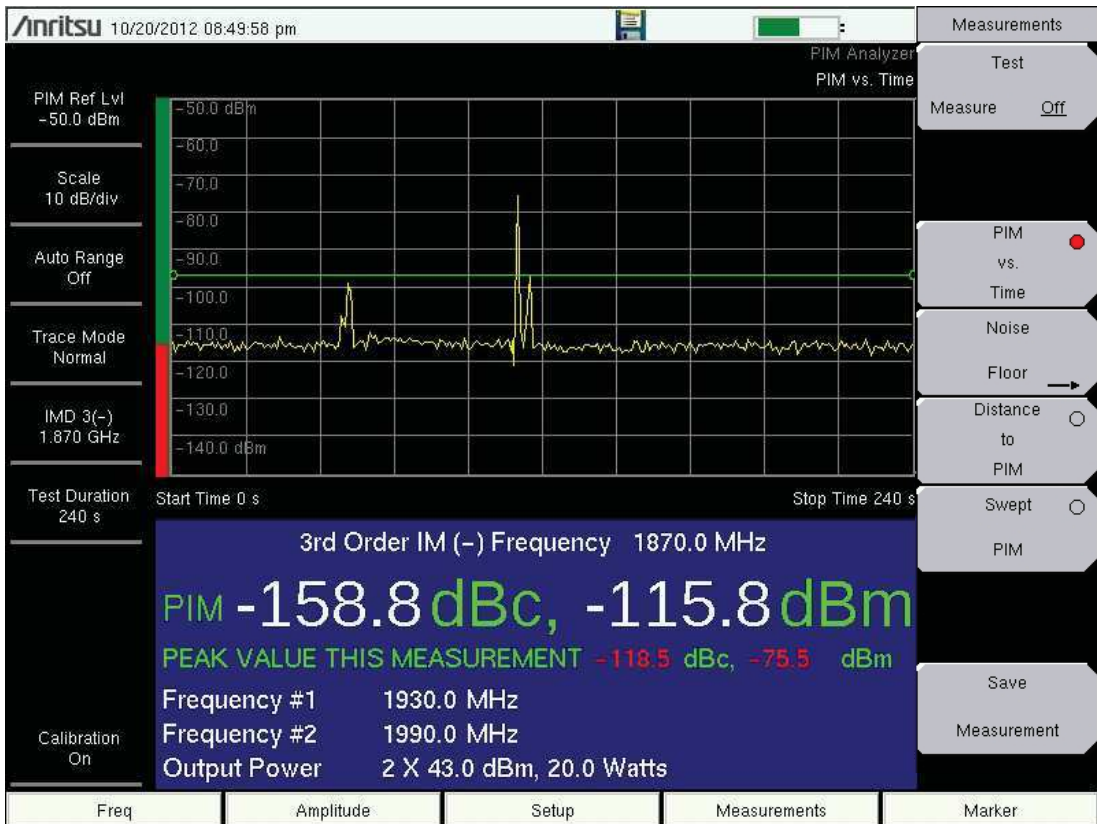 Anritsu 10/20/2012 08:49:58 pm
PIM Analyzer
PIM vs. Time
PIM Ref Lvl
-50.0 dBm
Scale
10 dB/div
Auto Range
Off
Trace Mode
Normal
IMD 3(-)
1.870 GHz
Test Duration
240 s
Calibration
On
-50.0 dBm
-60.0
-70.0
-80.0
-90.0
-100.0
-110.0
-120.0
-130.0
-140.0 dBm
Start Time 0 s
Stop Time 240 s
3rd Order IM (-) Frequency 1870.0 MHz
PIM -158.8 dBc, -115.8 dBm
PEAK VALUE THIS MEASUREMENT -118.5 dBc, -75.5 dBm
Frequency #1 1930.0 MHz
Frequency #2 1990.0 MHz
Output Power 2 X 43.0 dBm, 20.0 Watts
Measurements
Test
Measure Off
PIM
vs.
Time
Noise
Floor
Distance
to
PIM
Swept
PIM
Save
Measurement
Freq
Amplitude
Setup
Measurements
Marker